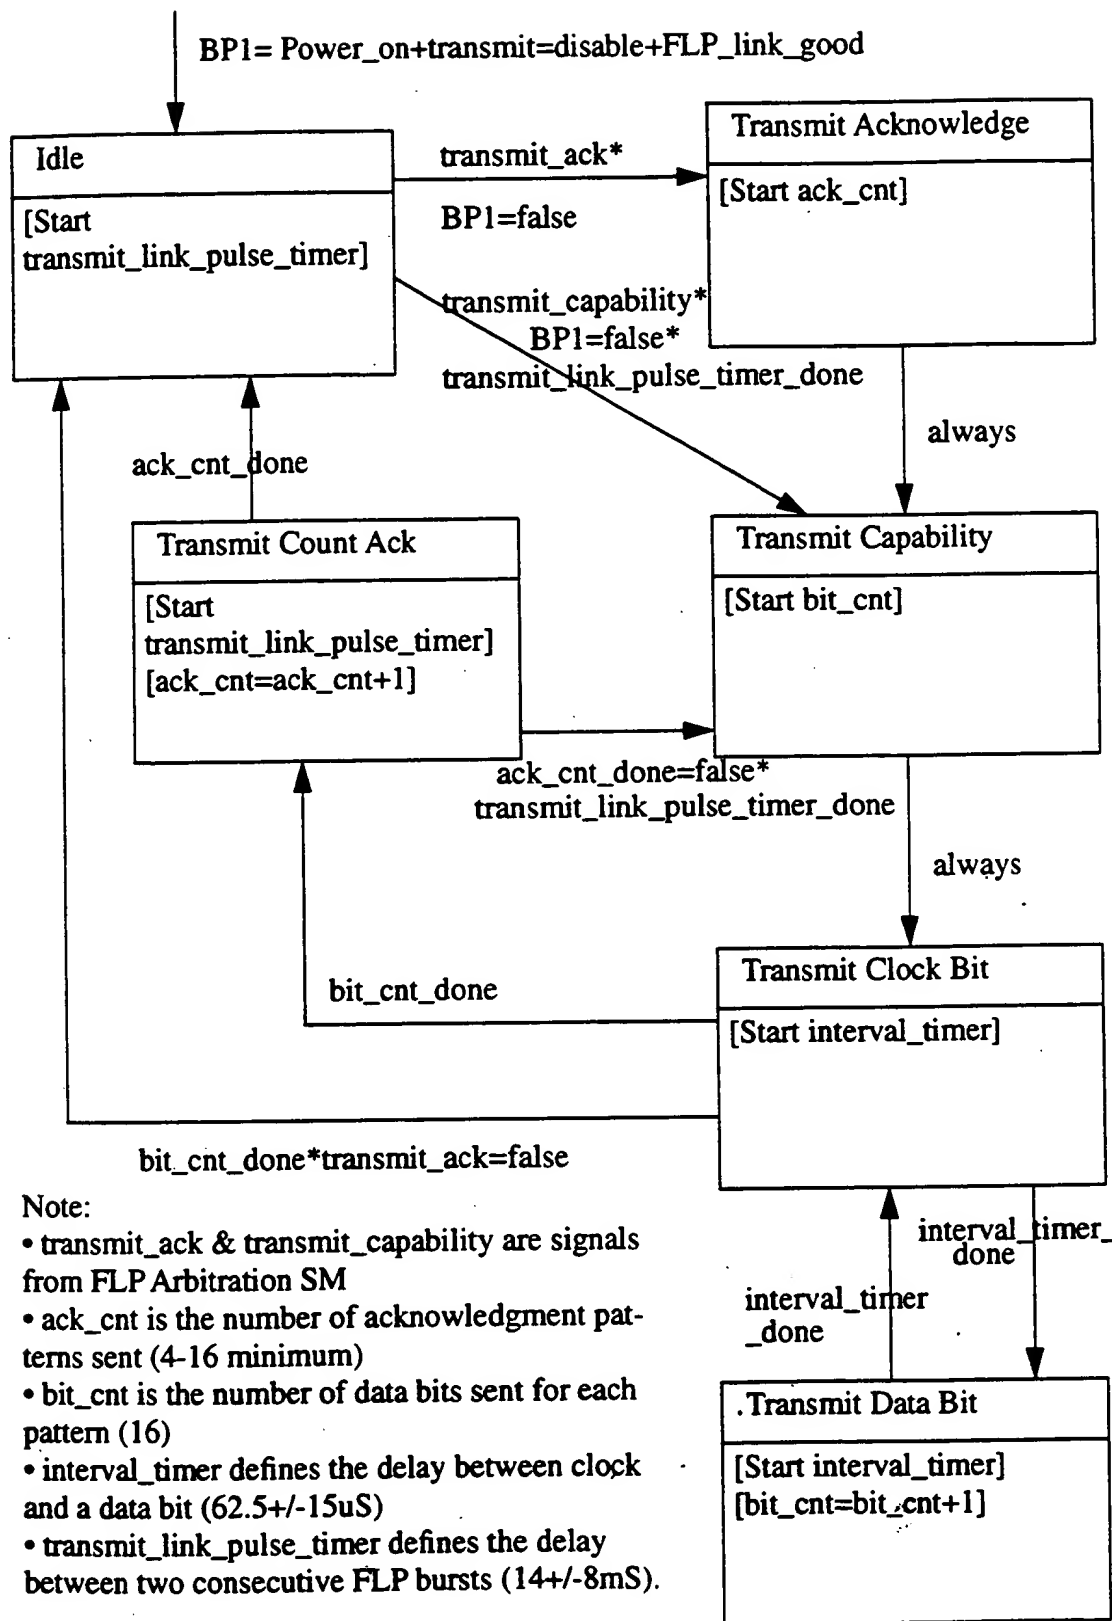 BP1= Power_on+transmit=disable+FLP_link_good
Idle
[Start
transmit_link_pulse_timer]
transmit_ack*
BP1=false
Transmit Acknowledge
[Start ack_cnt]
transmit_capability*
BP1=false*
transmit_link_pulse_timer_done
always
ack_cnt_done
Transmit Count Ack
[Start
transmit_link_pulse_timer]
[ack_cnt=ack_cnt+1]
Transmit Capability
[Start bit_cnt]
ack_cnt_done=false*
transmit_link_pulse_timer_done
always
bit_cnt_done
Transmit Clock Bit
[Start interval_timer]
bit_cnt_done*transmit_ack=false
interval_timer_
done
interval_timer
_done
.Transmit Data Bit
[Start interval_timer]
[bit_cnt=bit_cnt+1]
Note:
• transmit_ack & transmit_capability are signals
from FLP Arbitration SM
• ack_cnt is the number of acknowledgment pat-
terns sent (4-16 minimum)
• bit_cnt is the number of data bits sent for each
pattern (16)
• interval_timer defines the delay between clock
and a data bit (62.5+/-15uS)
• transmit_link_pulse_timer defines the delay
between two consecutive FLP bursts (14+/-8mS).